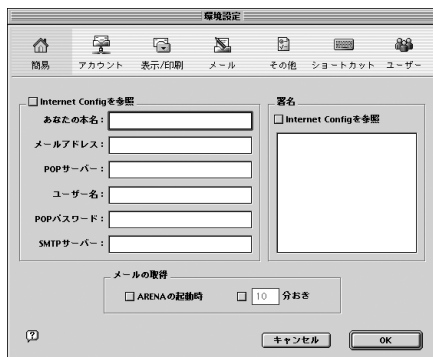 環境設定
簡易 アカウント 表示/印刷 メール その他 ショートカット ユーザー
Internet Configを参照
あなたの本名：
メールアドレス：
POPサーバー：
ユーザー名：
POPパスワード：
SMTPサーバー：
署名
Internet Configを参照
メールの取得
ARENAの起動時 10 分おき
?
キャンセル OK